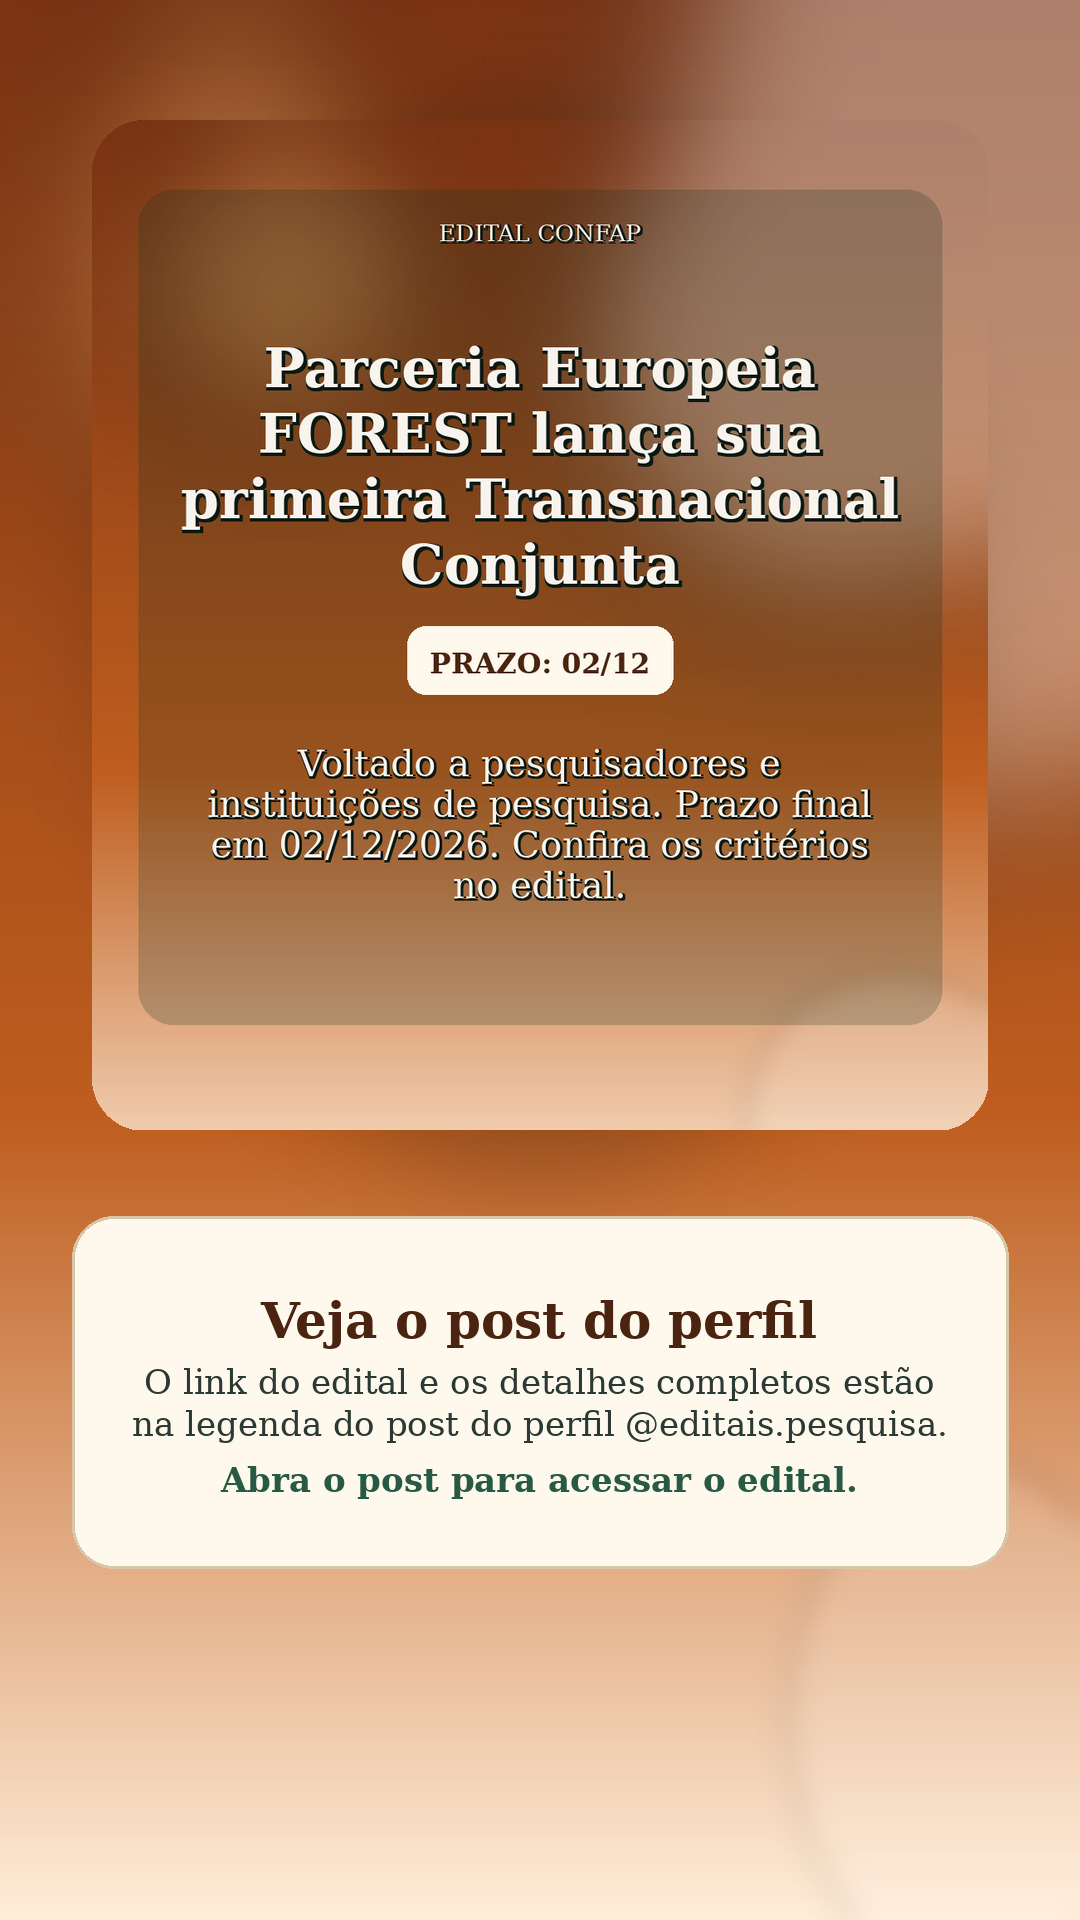 EDITAL CONFAP
Parceria Europeia
FOREST lança sua
primeira Transnacional
Conjunta
PRAZO: 02/12
Voltado a pesquisadores e
instituições de pesquisa. Prazo final
em 02/12/2026. Confira os critérios
no edital.
Veja o post do perfil
O link do edital e os detalhes completos estão
na legenda do post do perfil @editais.pesquisa.
Abra o post para acessar o edital.